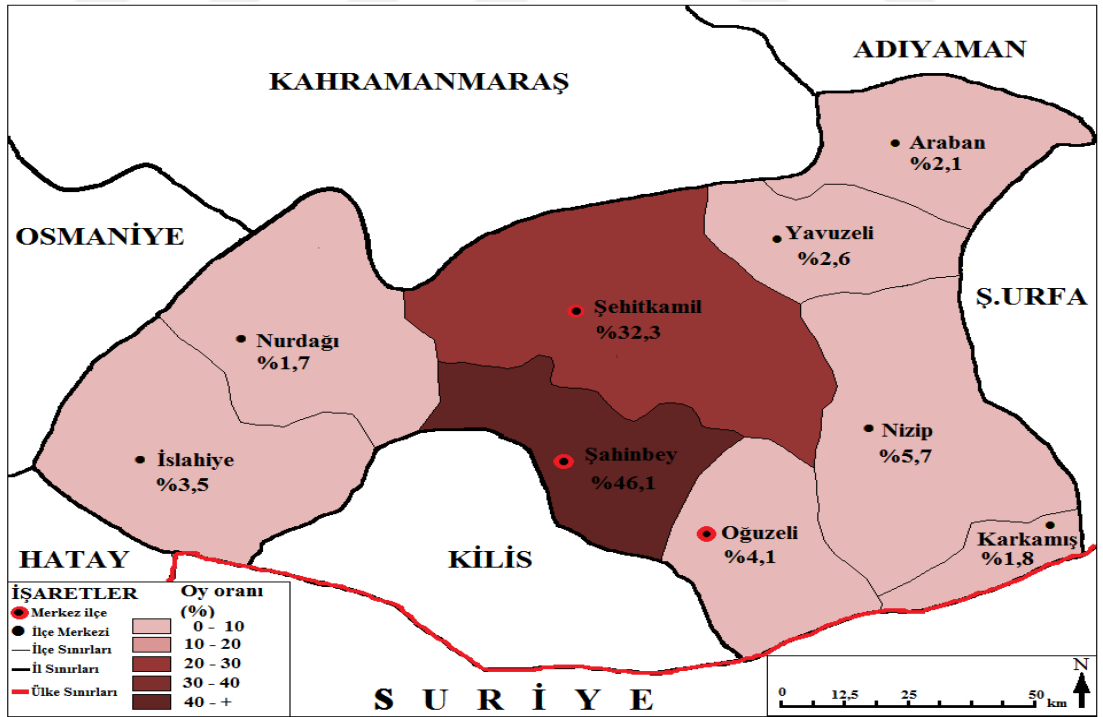 ADIYAMAN
KAHRAMANMARAŞ
Araban
%2,1
OSMANİYE
Yavuzeli
%2,6
Ş.URFA
Şehitkamil
%32,3
Nurdağı
%1,7
Nizip
%5,7
Şahinbey
%46,1
İslahiye
%3,5
Oğuzeli
%4,1
Karkamış
%1,8
HATAY
KİLİS
İŞARETLER
Merkez ilçe
İlçe Merkezi
İlçe Sınırları
İl Sınırları
Ülke Sınırları
Oy oranı
(%)
0 - 10
10 - 20
20 - 30
30 - 40
40 - +
SURİYE
N
0 12,5 25 50
km